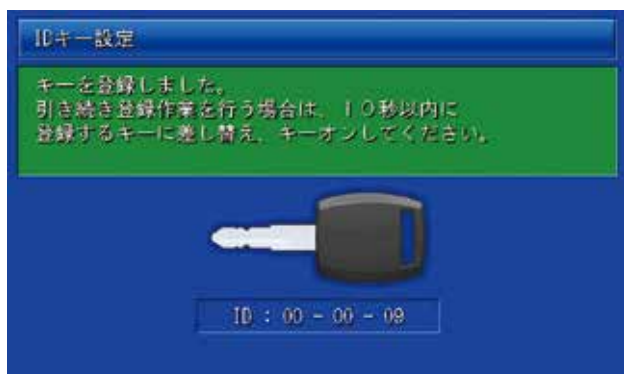 IDキー設定
キーを登録しました。
引き続き登録作業を行う場合は、10秒以内に
登録するキーに差し替え、キーオンしてください。
ID : 00 - 00 - 09